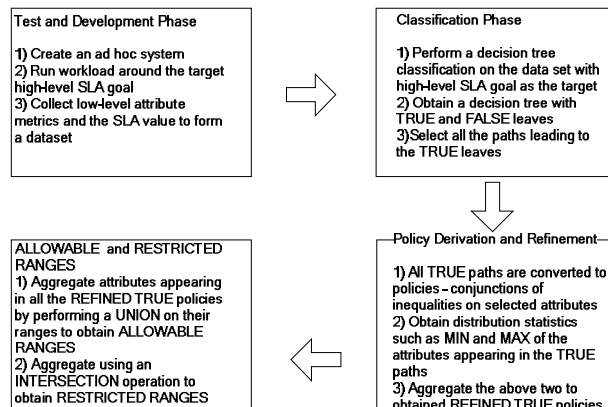 Test and Development Phase
1) Create an ad hoc system
2) Run workload around the target
high-level SLA goal
3) Collect low-level attribute
metrics and the SLA value to form
a dataset
Classification Phase
1) Perform a decision tree
classification on the data set with
high-level SLA goal as the target
2) Obtain a decision tree with
TRUE and FALSE leaves
3)Select all the paths leading to
the TRUE leaves
Policy Derivation and Refinement
1) All TRUE paths are converted to
policies – conjunctions of
inequalities on selected attributes
2) Obtain distribution statistics
such as MIN and MAX of the
attributes appearing in the TRUE
paths
3) Aggregate the above two to
obtained REFINED TRUE policies
ALLOWABLE and RESTRICTED
RANGES
1) Aggregate attributes appearing
in all the REFINED TRUE policies
by performing a UNION on their
ranges to obtain ALLOWABLE
RANGES
2) Aggregate using an
INTERSECTION operation to
obtain RESTRICTED RANGES